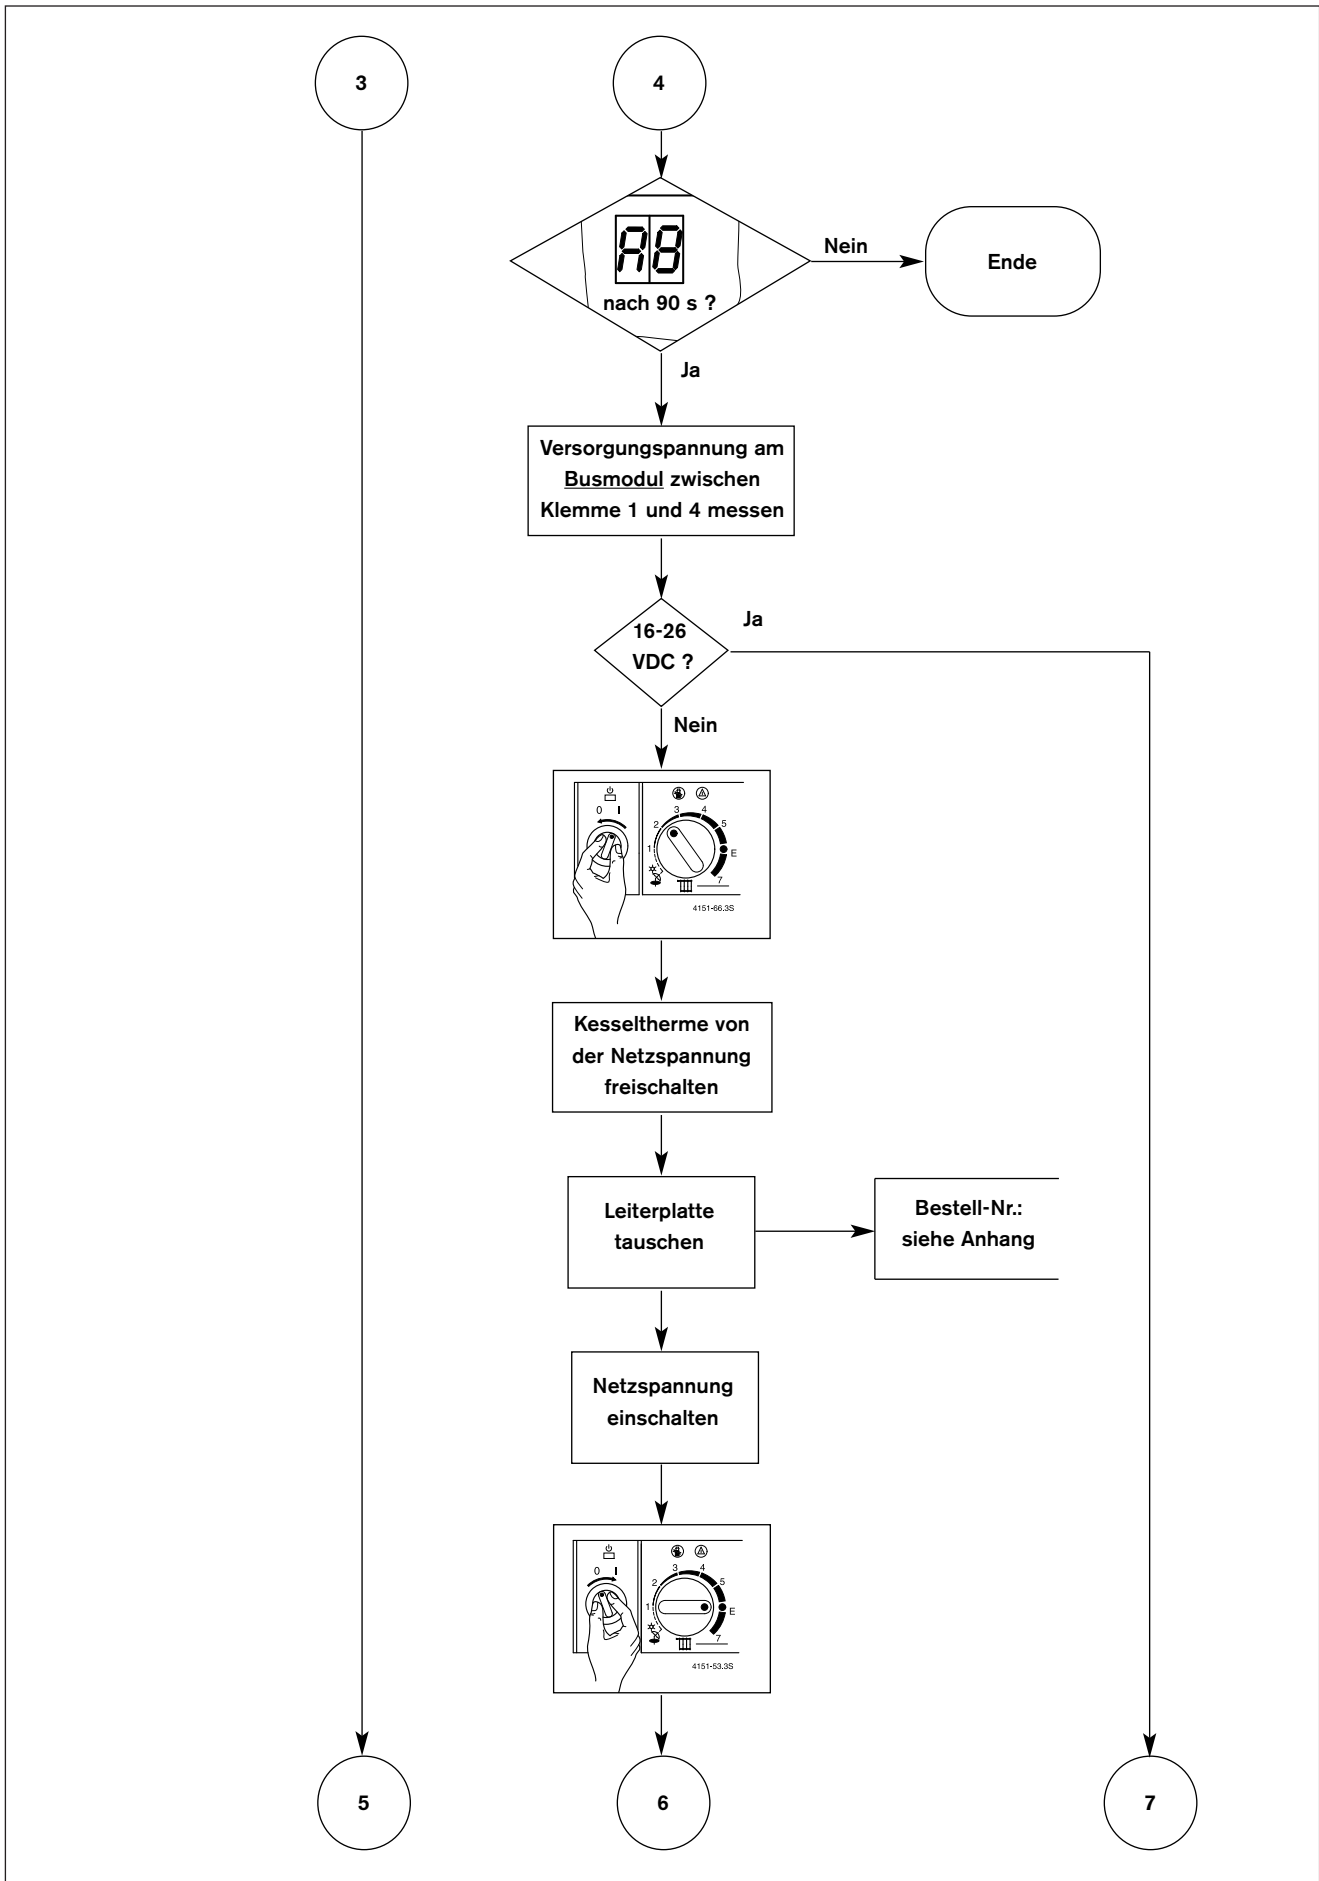 3
4
A8
nach 90 s ?
Nein
Ende
Ja
Versorgungspannung am
Busmodul zwischen
Klemme 1 und 4 messen
16-26
VDC ?
Ja
Nein
0 I
1
2
3
4
5
E
7
4151-66.3S
Kesseltherme von
der Netzspannung
freischalten
Leiterplatte
tauschen
Bestell-Nr.:
siehe Anhang
Netzspannung
einschalten
0 I
1
2
3
4
5
E
7
4151-53.3S
5
6
7